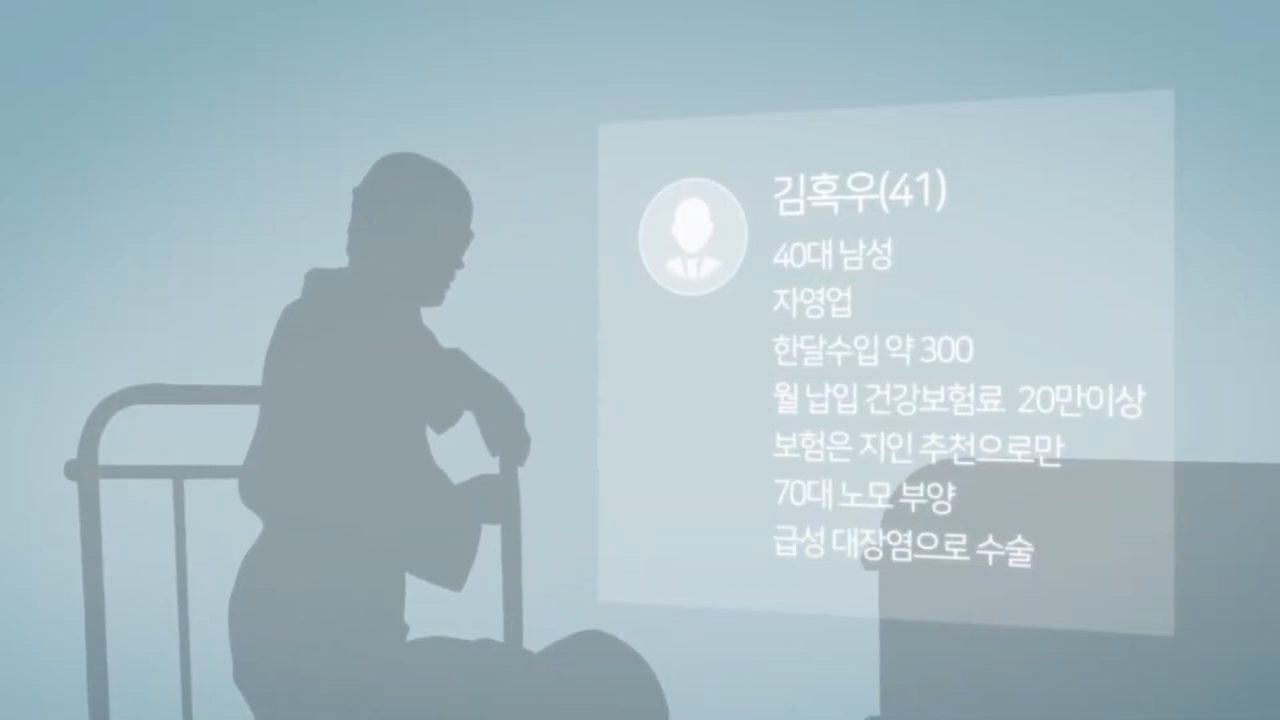 김혹우(41)
40대 남성
자영업
한달수입 약 300
월 납입 건강보험료 20만이상
보험은 지인 추천으로만
70대 노모 부양
급성 대장염으로 수술